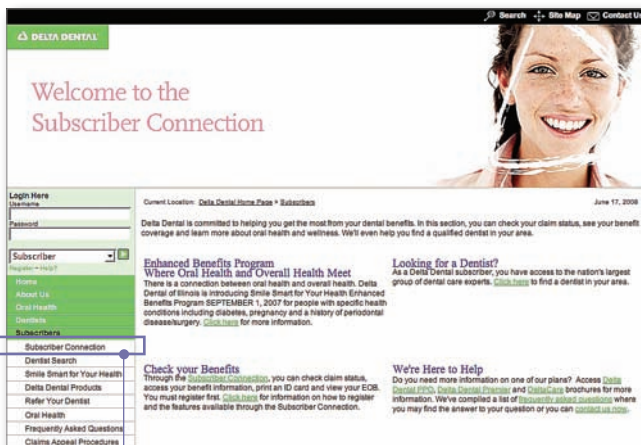 Search Site Map Contact Us
DELTA DENTAL
Welcome to the
Subscriber Connection
Login Here
Username
Password
Subscriber
Register Help?
Home
About Us
Oral Health
Dentists
Subscribers
Subscriber Connection
Dentist Search
Smile Smart for Your Health
Delta Dental Products
Refer Your Dentist
Oral Health
Frequently Asked Questions
Claims Appeal Procedures
Current Location: Delta Dental Home Page > Subscribers
June 17, 2008
Delta Dental is committed to helping you get the most from your dental benefits. In this section, you can check your claim status, see your benefit
coverage and learn more about oral health and wellness. We'll even help you find a qualified dentist in your area.
Enhanced Benefits Program
Where Oral Health and Overall Health Meet
There is a connection between oral health and overall health. Delta
Dental of Illinois is introducing Smile Smart for Your Health Enhanced
Benefits Program SEPTEMBER 1, 2007 for people with specific health
conditions including diabetes, pregnancy and a history of periodontal
disease/surgery. Click here for more information.
Looking for a Dentist?
As a Delta Dental subscriber, you have access to the nation's largest
group of dental care experts. Click here to find a dentist in your area.
Check your Benefits
Through the Subscriber Connection, you can check claim status,
access your benefit information, print an ID card and view your EOB.
You must register first. Click here for information on how to register
and the features available through the Subscriber Connection.
We're Here to Help
Do you need more information on one of our plans? Access Delta
Dental PPO, Delta Dental Premier and DeltaCare brochures for more
information. We've compiled a list of frequently asked questions where
you may find the answer to your question or you can contact us now.